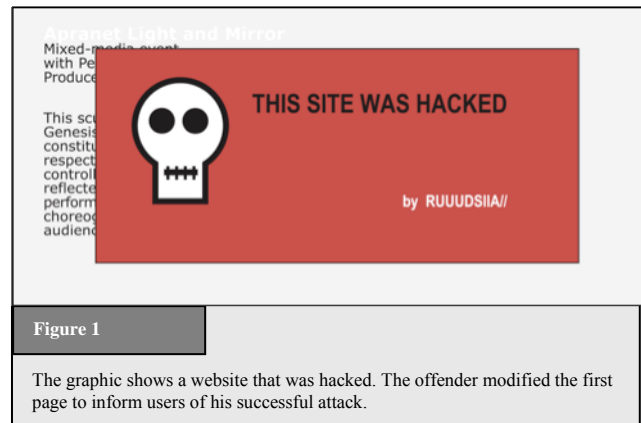 Apranet Light and Mirror
Mixed-media event
with Pe
Produce
This scu
Genesis
constitu
respect
controll
reflecte
perform
choreog
audienc
THIS SITE WAS HACKED
by RUUUDSIIA//
Figure 1
The graphic shows a website that was hacked. The offender modified the first
page to inform users of his successful attack.